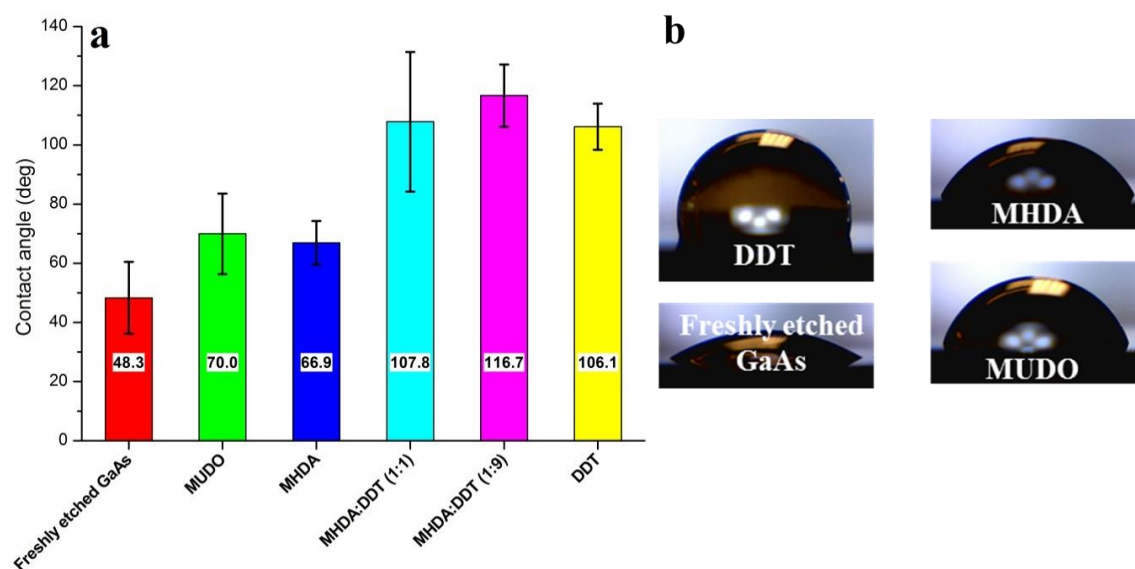 a
Contact angle (deg)
140
120
100
80
60
40
20
0
48.3
70.0
66.9
107.8
116.7
106.1
Freshly etched GaAs
MUDO
MHDA
MHDA:DDT (1:1)
MHDA:DDT (1:9)
DDT
b
DDT
MHDA
Freshly etched
GaAs
MUDO